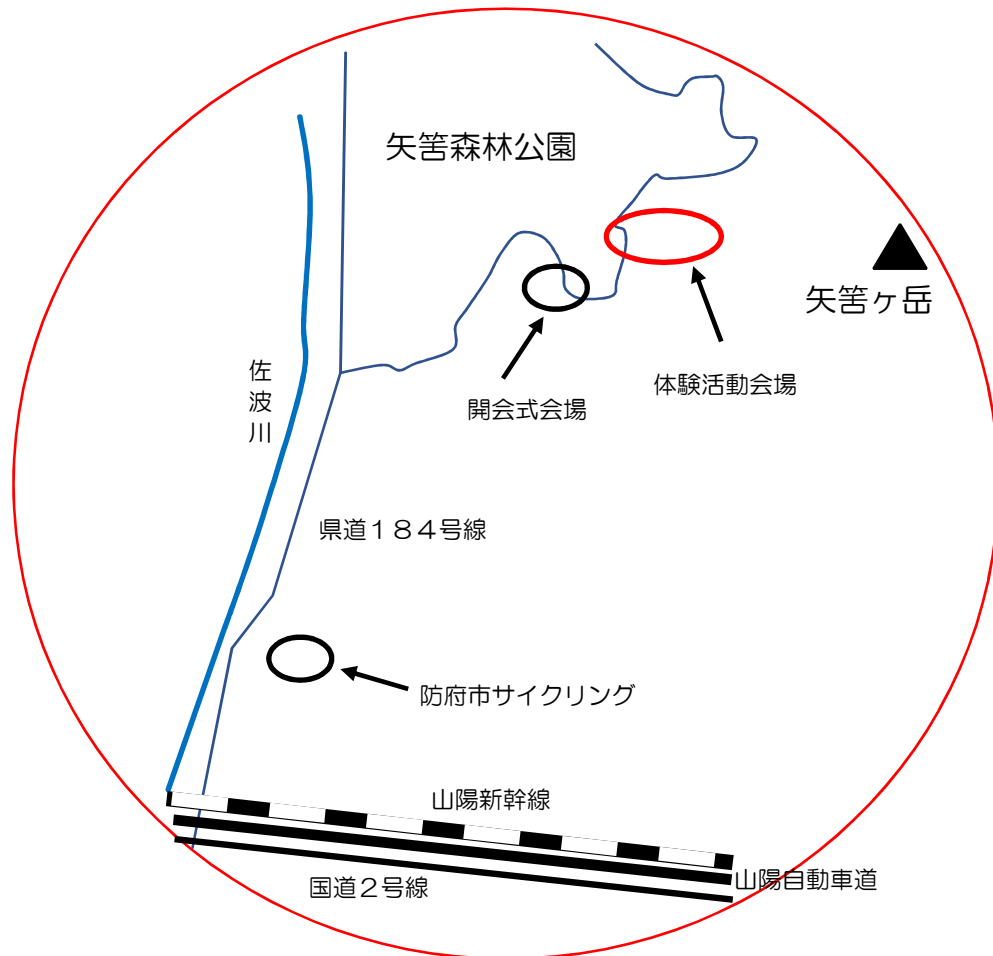 矢筈森林公園
矢筈ヶ岳
体験活動会場
開会式会場
佐波川
県道184号線
防府市サイクリング
山陽新幹線
山陽自動車道
国道2号線